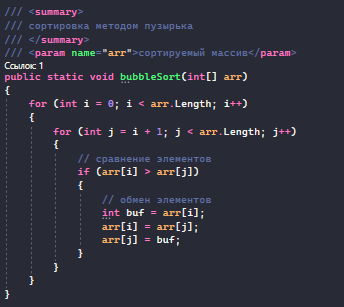 /// <summary>
/// сортировка методом пузырька
/// </summary>
/// <param name="arr">сортируемый массив</param>
Ссылок: 1
public static void bubbleSort(int[] arr)
{
    for (int i = 0; i < arr.Length; i++)
    {
        for (int j = i + 1; j < arr.Length; j++)
        {
            // сравнение элементов
            if (arr[i] > arr[j])
            {
                // обмен элементов
                int buf = arr[i];
                arr[i] = arr[j];
                arr[j] = buf;
            }
        }
    }
}